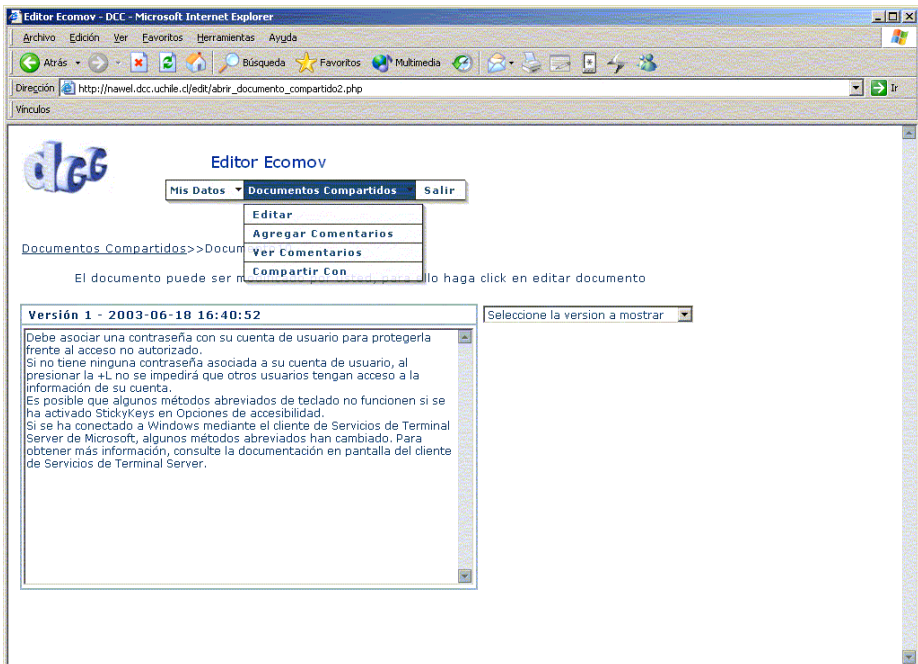 Editor Ecomov - DCC - Microsoft Internet Explorer
Archivo Edición Ver Favoritos Herramientas Ayuda
Atrás Búsqueda Favoritos Multimedia
Dirección http://nawel.dcc.uchile.cl/edit/abrir_documento_compartido2.php Ir
Vínculos
dcc Editor Ecomov
Mis Datos Documentos Compartidos Salir
Editar
Agregar Comentarios
Documentos Compartidos>>Docum
Ver Comentarios
Compartir Con
El documento puede ser modificado por usted, para ello haga click en editar documento
Versión 1 - 2003-06-18 16:40:52 Seleccione la version a mostrar
Debe asociar una contraseña con su cuenta de usuario para protegerla
frente al acceso no autorizado.
Si no tiene ninguna contraseña asociada a su cuenta de usuario, al
presionar la +L no se impedirá que otros usuarios tengan acceso a la
información de su cuenta.
Es posible que algunos métodos abreviados de teclado no funcionen si se
ha activado StickyKeys en Opciones de accesibilidad.
Si se ha conectado a Windows mediante el cliente de Servicios de Terminal
Server de Microsoft, algunos métodos abreviados han cambiado. Para
obtener más información, consulte la documentación en pantalla del cliente
de Servicios de Terminal Server.